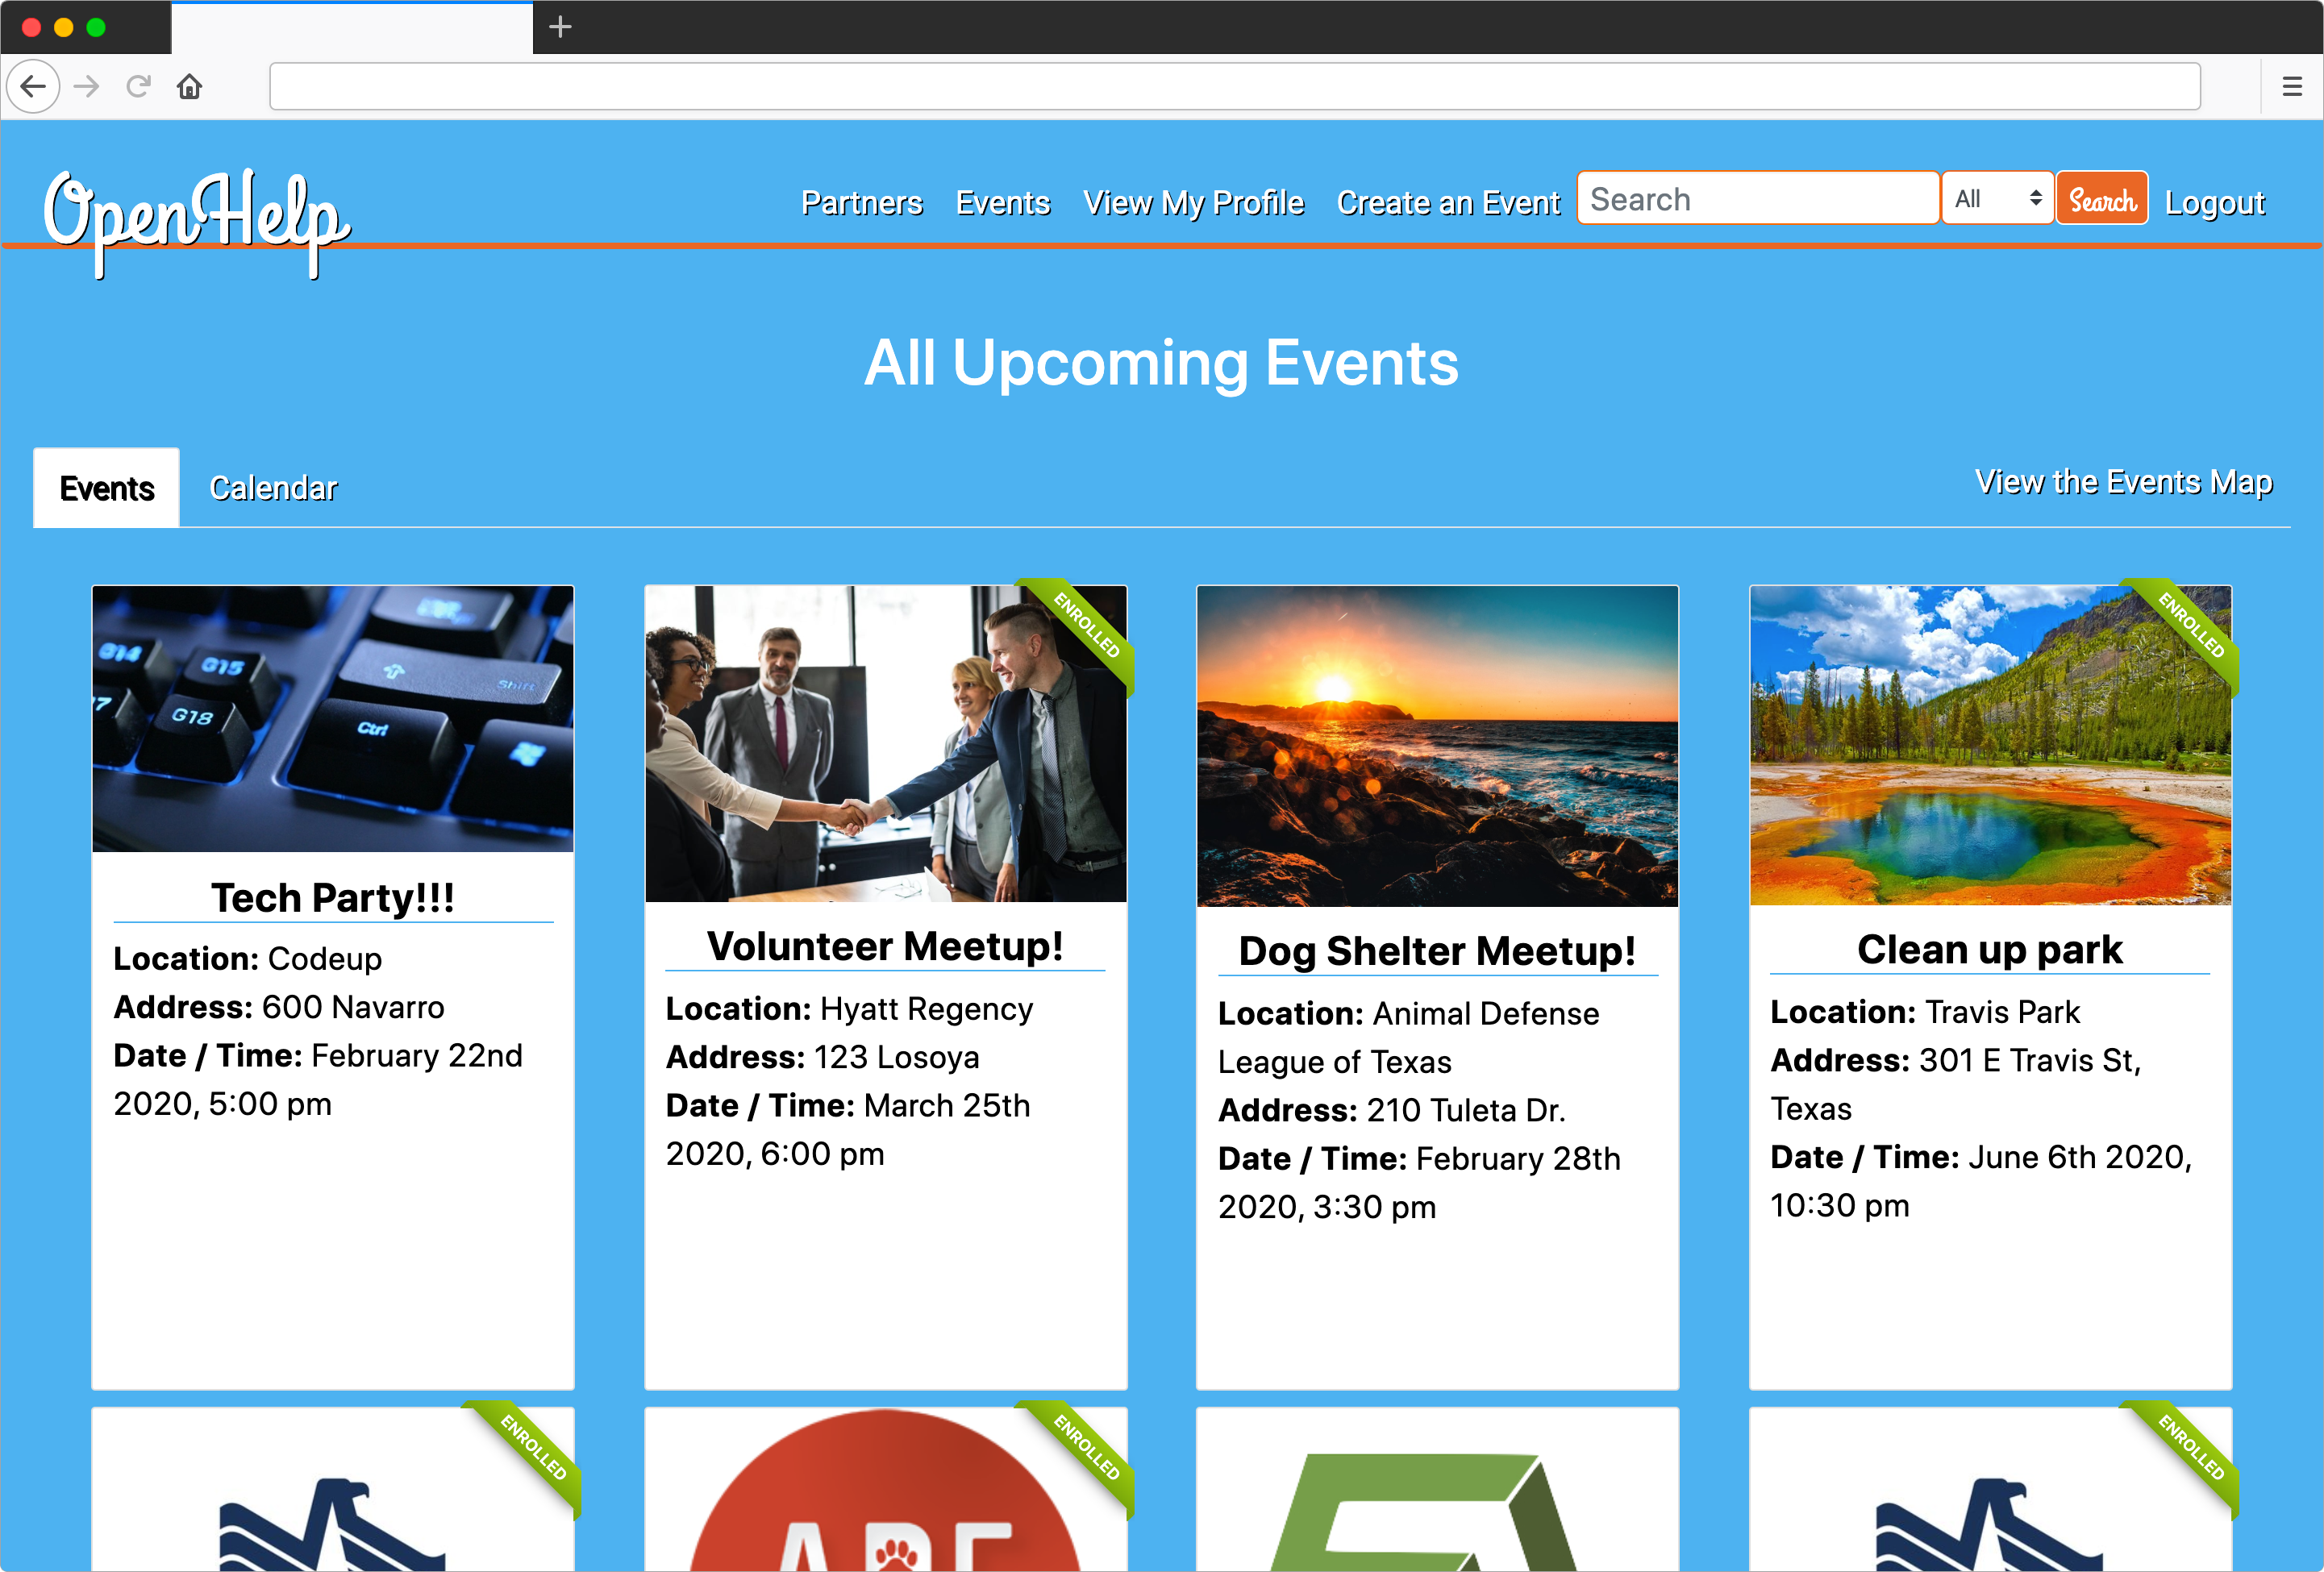 OpenHelp
Partners Events View My Profile Create an Event Search All Search Logout
All Upcoming Events
Events Calendar View the Events Map
G14
G15
Shift
G18
Ctrl
Tech Party!!!
Location: Codeup
Address: 600 Navarro
Date / Time: February 22nd
2020, 5:00 pm
ENROLLED
Volunteer Meetup!
Location: Hyatt Regency
Address: 123 Losoya
Date / Time: March 25th
2020, 6:00 pm
Dog Shelter Meetup!
Location: Animal Defense
League of Texas
Address: 210 Tuleta Dr.
Date / Time: February 28th
2020, 3:30 pm
ENROLLED
Clean up park
Location: Travis Park
Address: 301 E Travis St,
Texas
Date / Time: June 6th 2020,
10:30 pm
ENROLLED
ENROLLED
ENROLLED